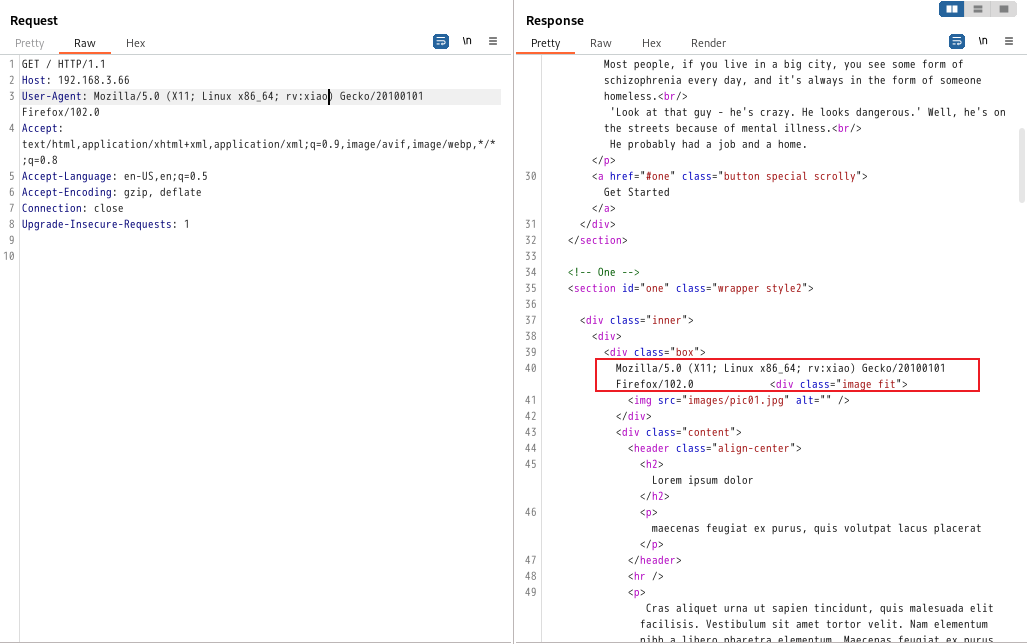 Request
Pretty Raw Hex
\n
1 GET / HTTP/1.1
2 Host: 192.168.3.66
3 User-Agent: Mozilla/5.0 (X11; Linux x86_64; rv:xiao) Gecko/20100101
Firefox/102.0
4 Accept:
text/html,application/xhtml+xml,application/xml;q=0.9,image/avif,image/webp,*/*
;q=0.8
5 Accept-Language: en-US,en;q=0.5
6 Accept-Encoding: gzip, deflate
7 Connection: close
8 Upgrade-Insecure-Requests: 1
9
10
Response
Pretty Raw Hex Render
\n
Most people, if you live in a big city, you see some form of
schizophrenia every day, and it's always in the form of someone
homeless.<br/>
'Look at that guy - he's crazy. He looks dangerous.' Well, he's on
the streets because of mental illness.<br/>
He probably had a job and a home.
</p>
30 <a href="#one" class="button special scrolly">
Get Started
</a>
31 </div>
32 </section>
33
34 <!-- One -->
35 <section id="one" class="wrapper style2">
36
37 <div class="inner">
38 <div>
39 <div class="box">
40 Mozilla/5.0 (X11; Linux x86_64; rv:xiao) Gecko/20100101
Firefox/102.0 <div class="image fit">
41 <img src="images/pic01.jpg" alt="" />
42 </div>
43 <div class="content">
44 <header class="align-center">
45 <h2>
Lorem ipsum dolor
</h2>
46 <p>
maecenas feugiat ex purus, quis volutpat lacus placerat
</p>
47 </header>
48 <hr />
49 <p>
Cras aliquet urna ut sapien tincidunt, quis malesuada elit
facilisis. Vestibulum sit amet tortor velit. Nam elementum
nibh a libero pharetra elementum. Maecenas feugiat purus